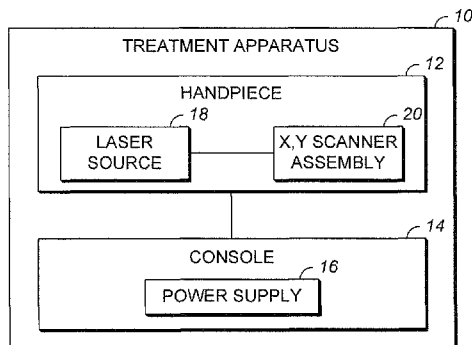 10
TREATMENT APPARATUS
12
HANDPIECE
18
LASER
SOURCE
20
X,Y SCANNER
ASSEMBLY
14
CONSOLE
16
POWER SUPPLY